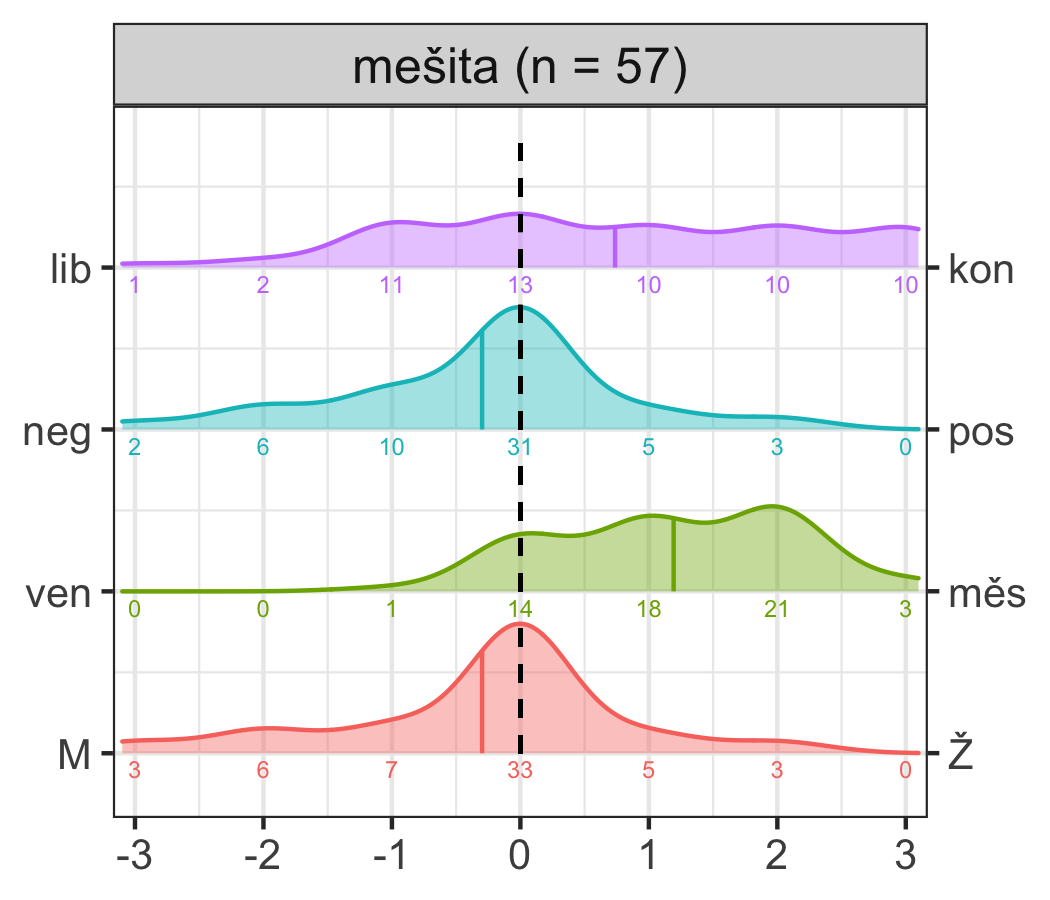 mešita (n = 57)
lib kon
1 2 11 13 10 10 10
neg pos
2 6 10 31 5 3 0
ven měs
0 0 1 14 18 21 3
M Ž
3 6 7 33 5 3 0
-3 -2 -1 0 1 2 3